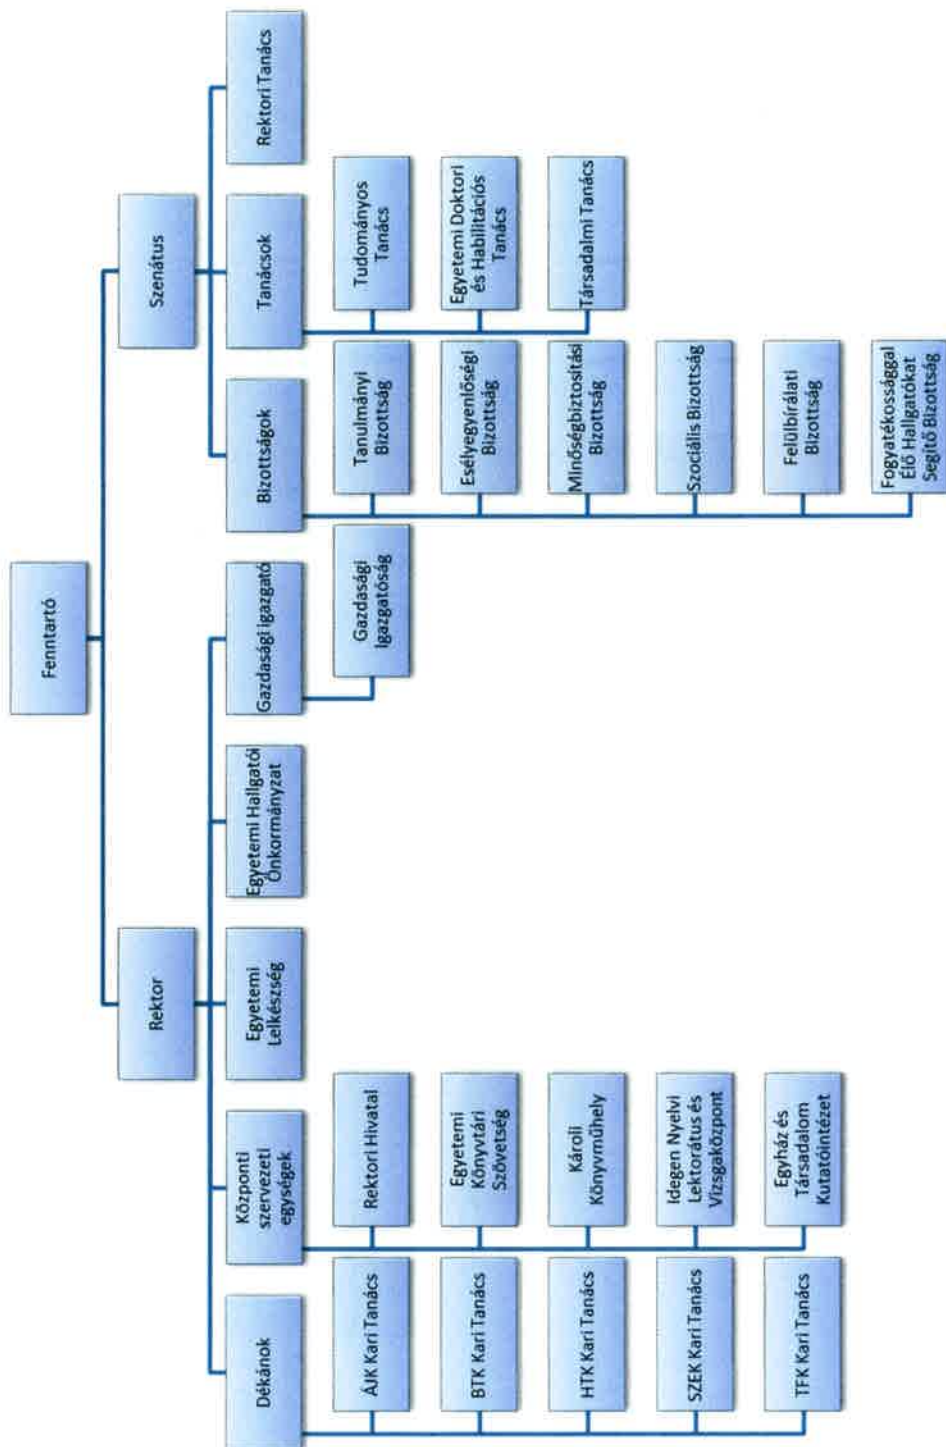 Fenntartó
Rektor
Szenátus
Dékánok
Központi
szervezeti
egységek
Egyetemi
Lelkészség
Egyetemi Hallgatói
Önkormányzat
Gazdasági igazgató
Bizottságok
Tanácsok
Rektori Tanács
ÁJK Kari Tanács
BTK Kari Tanács
HTK Kari Tanács
SZEK Kari Tanács
TFK Kari Tanács
Rektori Hivatal
Egyetemi
Könyvtári
Szövetség
Károli
Könyvműhely
Idegen Nyelvi
Lektorátus és
Vizsgaközpont
Egyház és
Társadalom
Kutatóintézet
Gazdasági
Igazgatóság
Tanulmányi
Bizottság
Esélyegyenlőségi
Bizottság
Minőségbiztosítási
Bizottság
Szociális Bizottság
Felülbírálati
Bizottság
Fogyatékossággal
Élő Hallgatókat
Segítő Bizottság
Tudományos
Tanács
Egyetemi Doktori
és Habilitációs
Tanács
Társadalmi Tanács